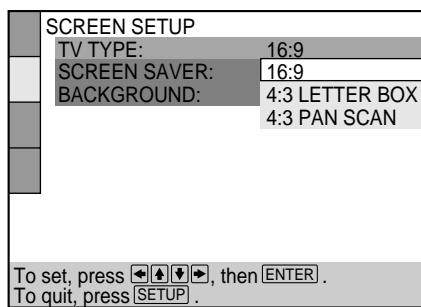 SCREEN SETUP
TV TYPE: 16:9
SCREEN SAVER: 16:9
BACKGROUND: 4:3 LETTER BOX
4:3 PAN SCAN
To set, press , then ENTER .
To quit, press SETUP .